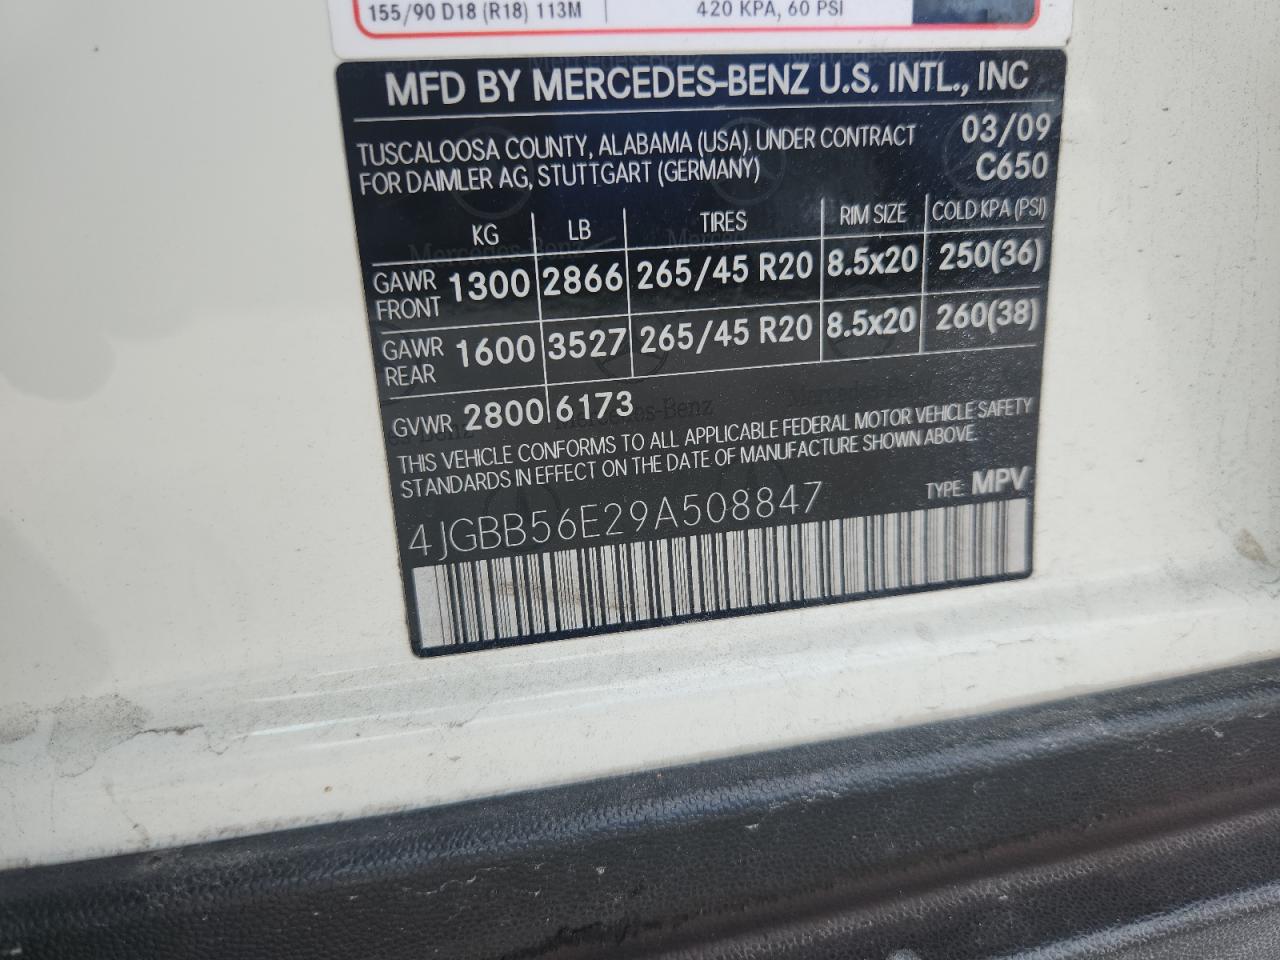 155/90 D18 (R18) 113M 420 KPA, 60 PSI
MFD BY MERCEDES-BENZ U.S. INTL., INC
TUSCALOOSA COUNTY, ALABAMA (USA). UNDER CONTRACT 03/09
FOR DAIMLER AG, STUTTGART (GERMANY) C650
KG LB TIRES RIM SIZE COLD KPA (PSI)
GAWR FRONT 1300 2866 265/45 R20 8.5x20 250(36)
GAWR REAR 1600 3527 265/45 R20 8.5x20 260(38)
GVWR 2800 6173
THIS VEHICLE CONFORMS TO ALL APPLICABLE FEDERAL MOTOR VEHICLE SAFETY
STANDARDS IN EFFECT ON THE DATE OF MANUFACTURE SHOWN ABOVE.
4JGBB56E29A508847 TYPE: MPV